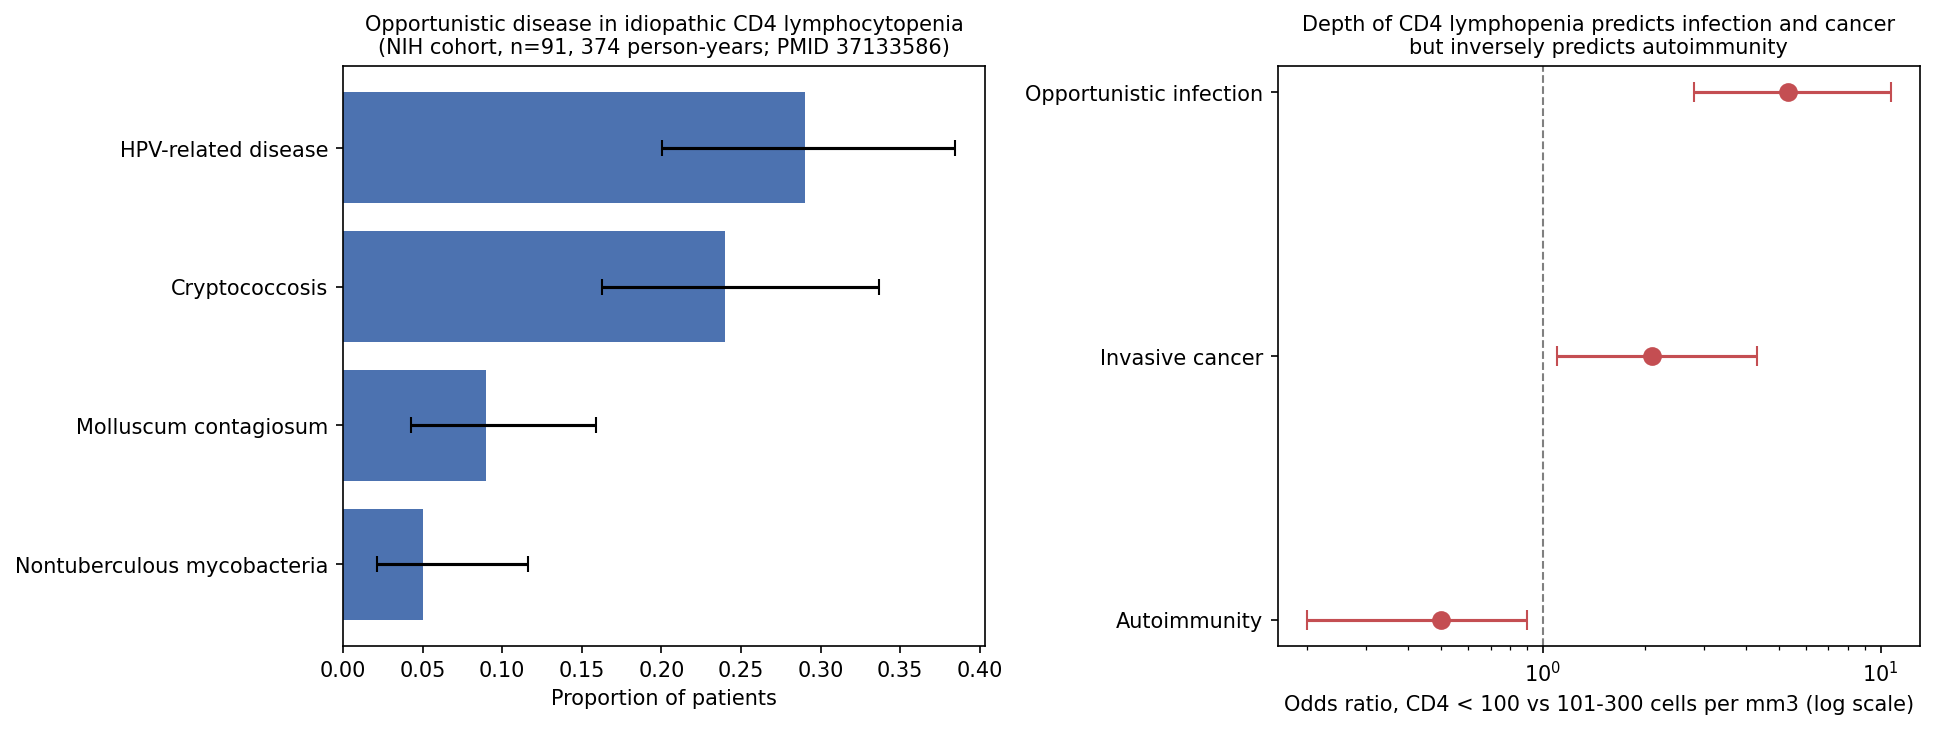 Opportunistic disease in idiopathic CD4 lymphocytopenia
(NIH cohort, n=91, 374 person-years; PMID 37133586)
HPV-related disease
Cryptococcosis
Molluscum contagiosum
Nontuberculous mycobacteria
0.00 0.05 0.10 0.15 0.20 0.25 0.30 0.35 0.40
Proportion of patients
Depth of CD4 lymphopenia predicts infection and cancer
but inversely predicts autoimmunity
Opportunistic infection
Invasive cancer
Autoimmunity
10⁰ 10¹
Odds ratio, CD4 < 100 vs 101-300 cells per mm3 (log scale)